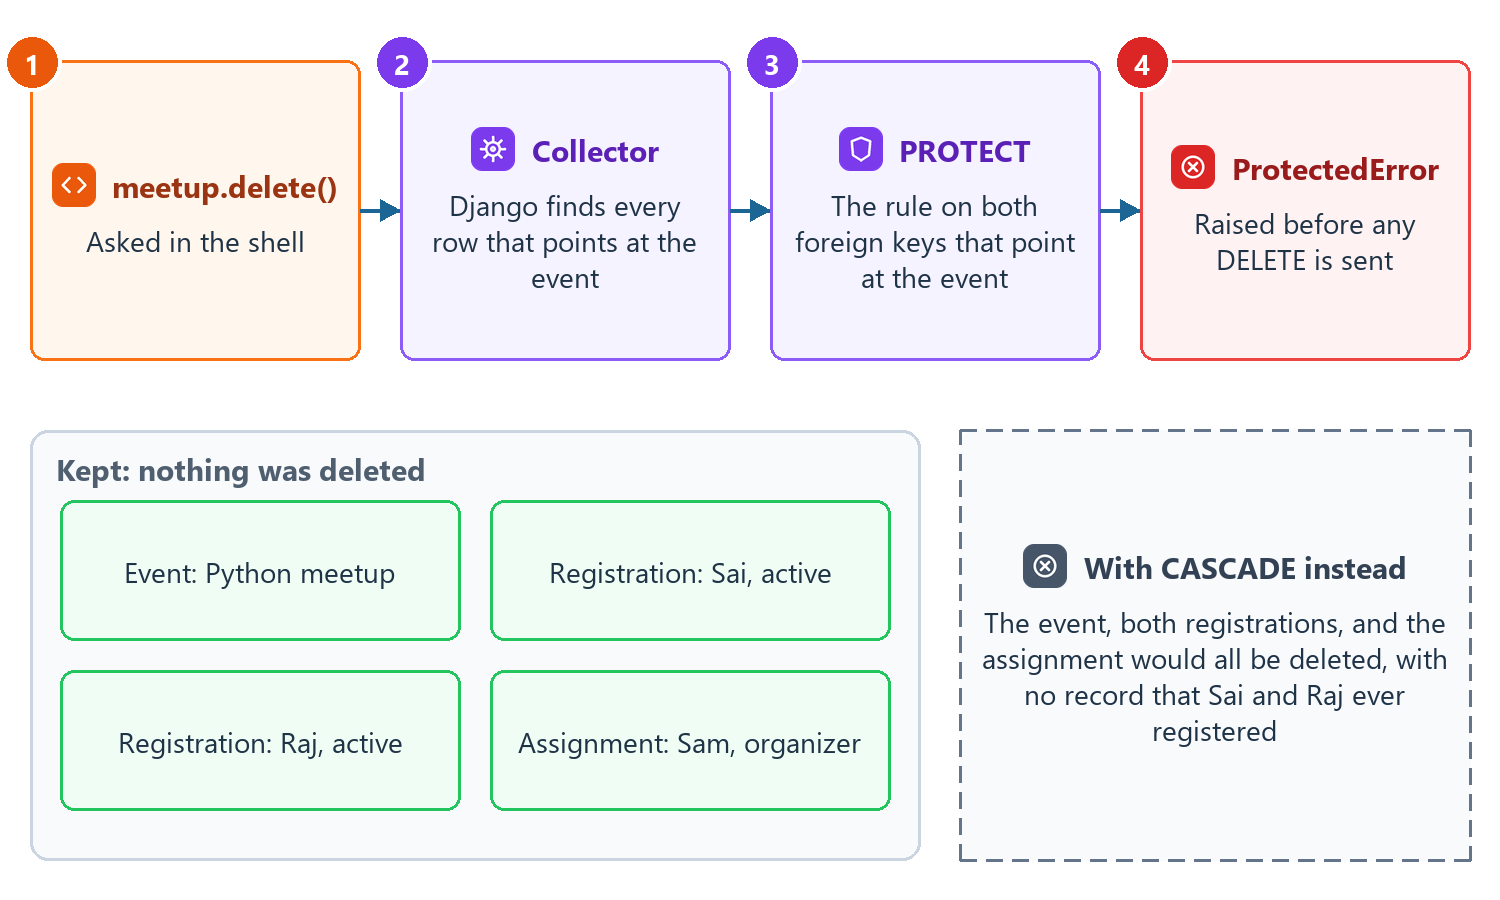 1
meetup.delete()
Asked in the shell
2
Collector
Django finds every
row that points at the
event
3
PROTECT
The rule on both
foreign keys that point
at the event
4
ProtectedError
Raised before any
DELETE is sent
Kept: nothing was deleted
Event: Python meetup
Registration: Sai, active
Registration: Raj, active
Assignment: Sam, organizer
With CASCADE instead
The event, both registrations, and the
assignment would all be deleted, with
no record that Sai and Raj ever
registered